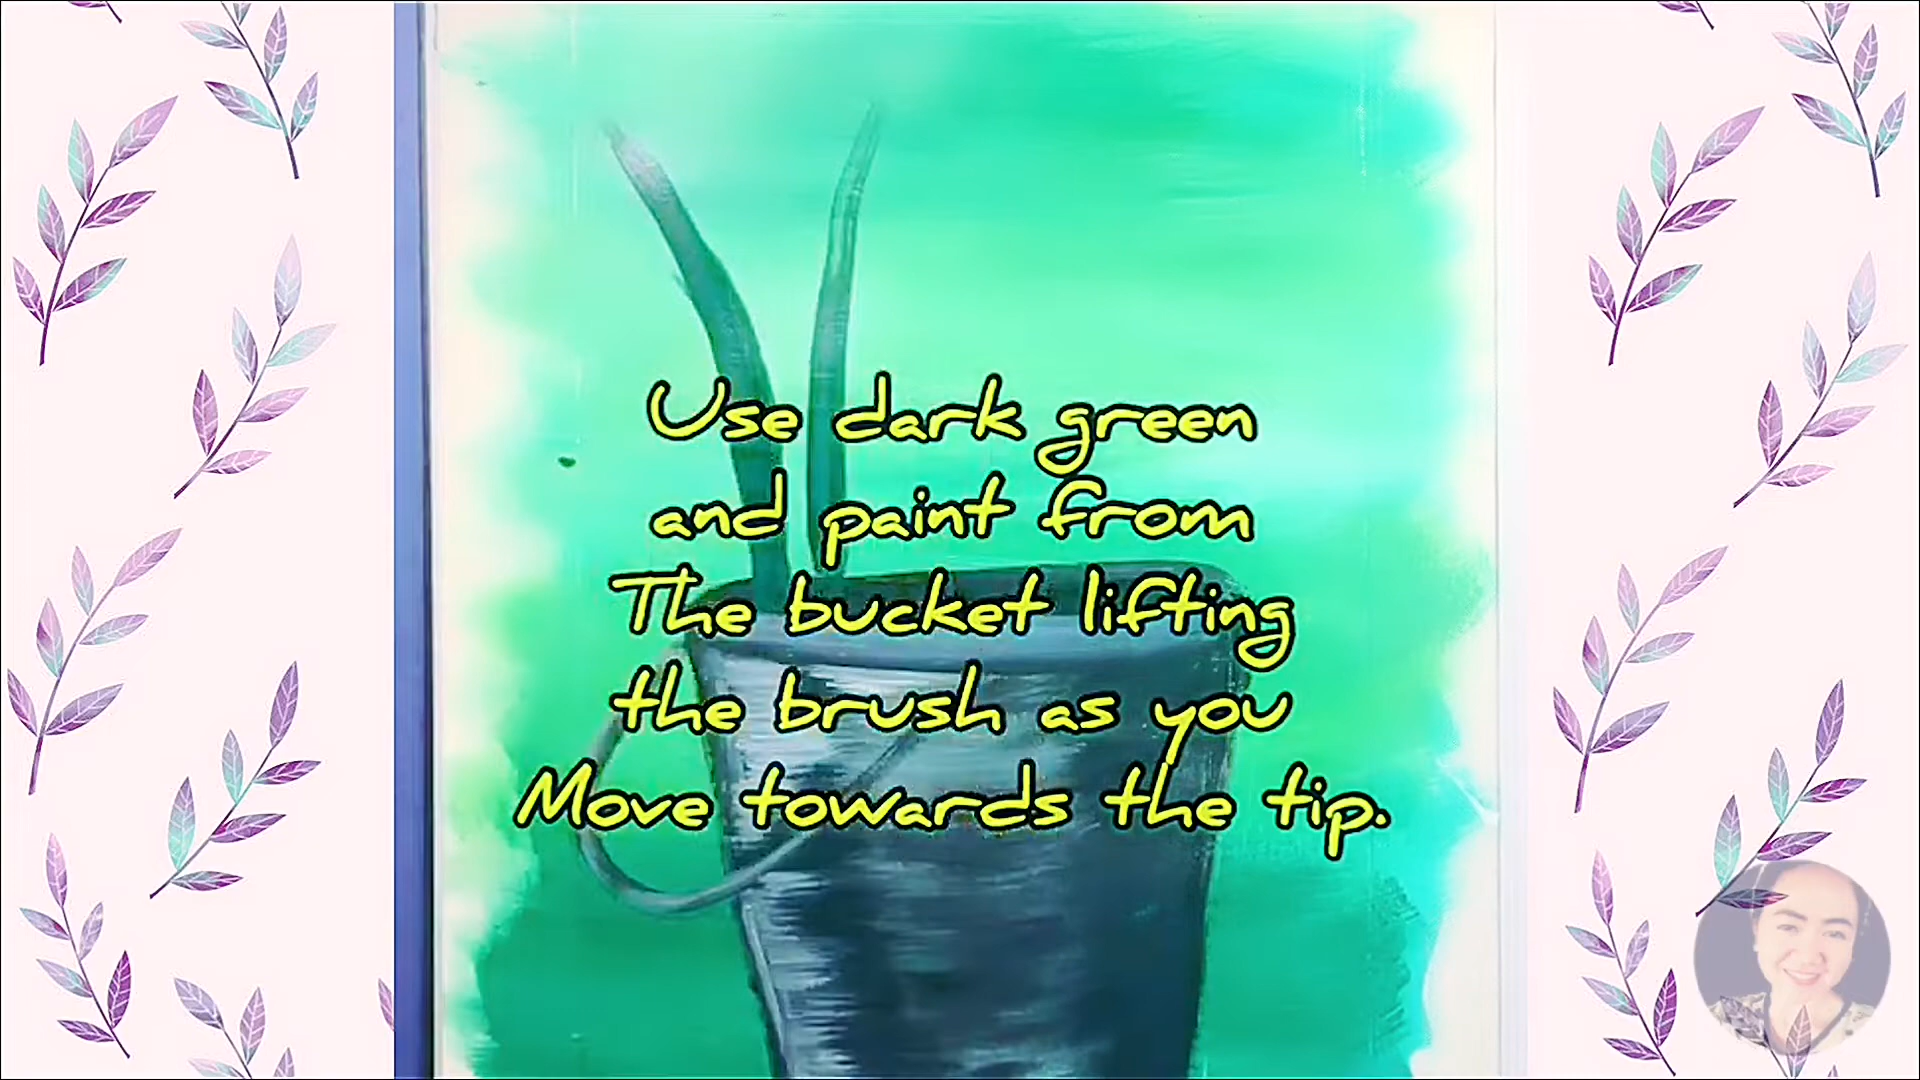 Use dark green
and paint from
The bucket lifting
the brush as you
Move towards the tip.